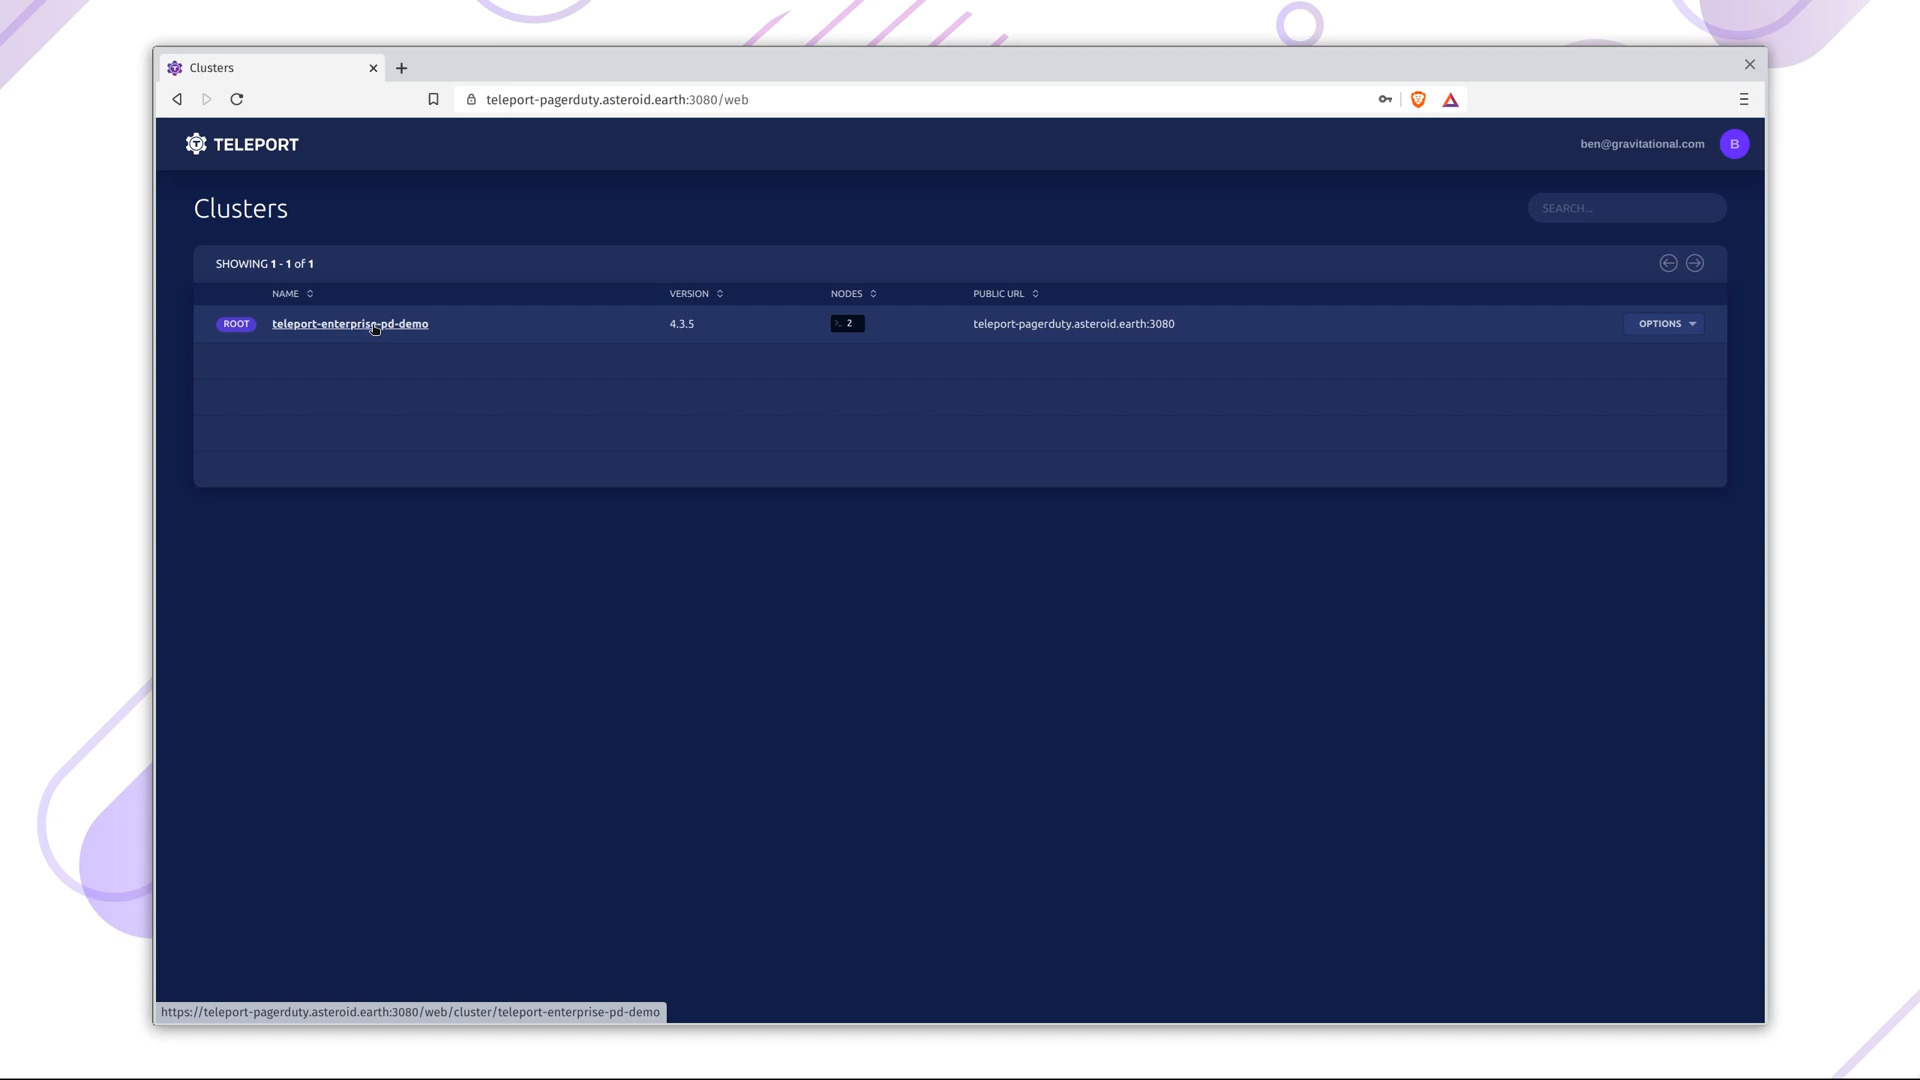 Clusters
teleport-pagerduty.asteroid.earth:3080/web
TELEPORT
ben@gravitational.com
B
Clusters
SEARCH...
SHOWING 1 - 1 of 1
NAME VERSION NODES PUBLIC URL
ROOT teleport-enterprise-pd-demo 4.3.5 2 teleport-pagerduty.asteroid.earth:3080 OPTIONS
https://teleport-pagerduty.asteroid.earth:3080/web/cluster/teleport-enterprise-pd-demo